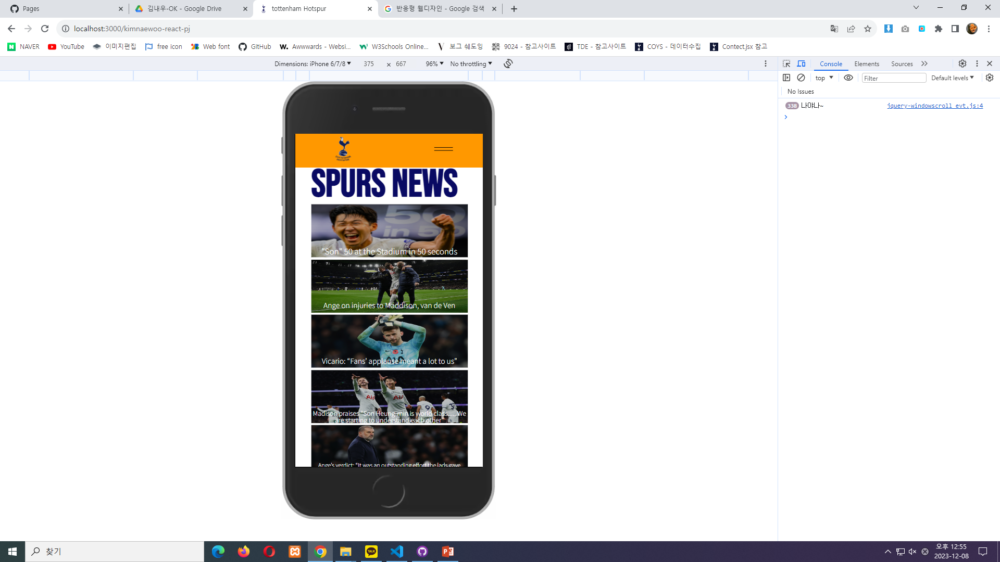 Pages
김내우-OK - Google Drive
tottenham Hotspur
반응형 웹디자인 - Google 검색
localhost:3000/kimnaewoo-react-pj
NAVER
YouTube
이미지편집
free icon
Web font
GitHub
Awwwards - Websi...
W3Schools Online...
보그 쉐도잉
9024 - 참고사이트
TDE - 참고사이트
COYS - 데이터수집
Contect.jsx 참고
Dimensions: iPhone 6/7/8 375 × 667 96% No throttling
Console Elements Sources
top Filter Default levels
No Issues
338 나야나~ jquery-windowscroll_evt.js:4
SPURS NEWS
50
in 50
"Son" 50 at the Stadium in 50 seconds
Ange on injuries to Maddison, van de Ven
Vicario: “Fans’ applause meant a lot to us”
Madison praises “Son Heung-min is world class...., We
are starting to understand each other”
Ange's verdict: “It was an outstanding effort the lads gave
찾기
TALK
오후 12:55
2023-12-08